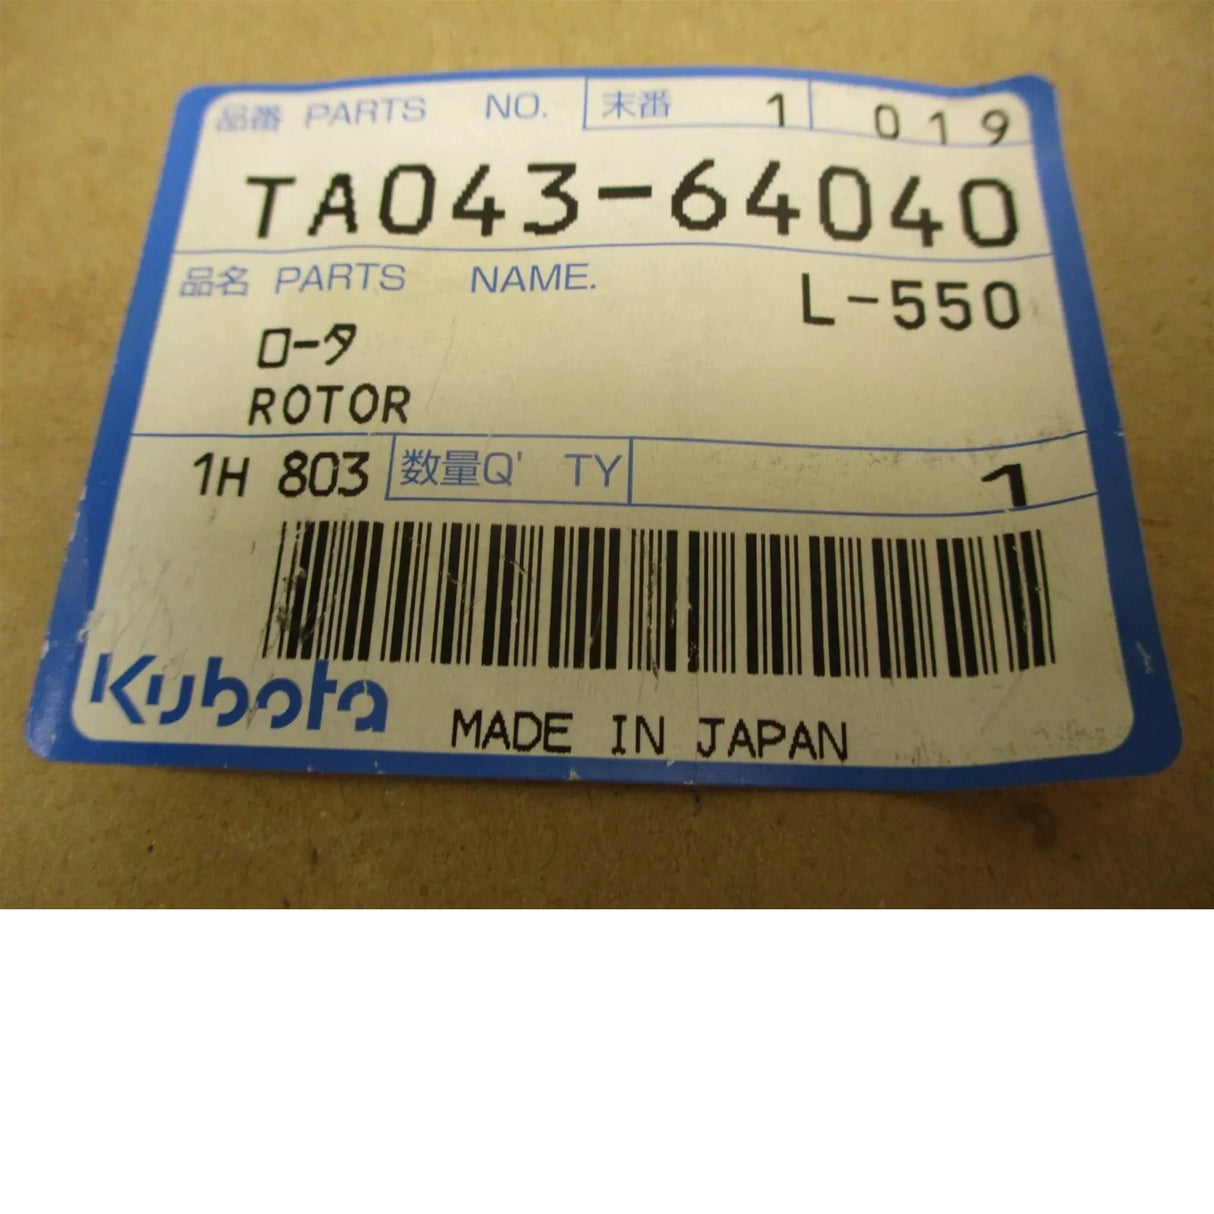 品番 PARTS NO. 末番 1 019
TA043-64040
品名 PARTS NAME. L-550
ロータ
ROTOR
1H 803 数量Q'TY 1
Kubota
MADE IN JAPAN